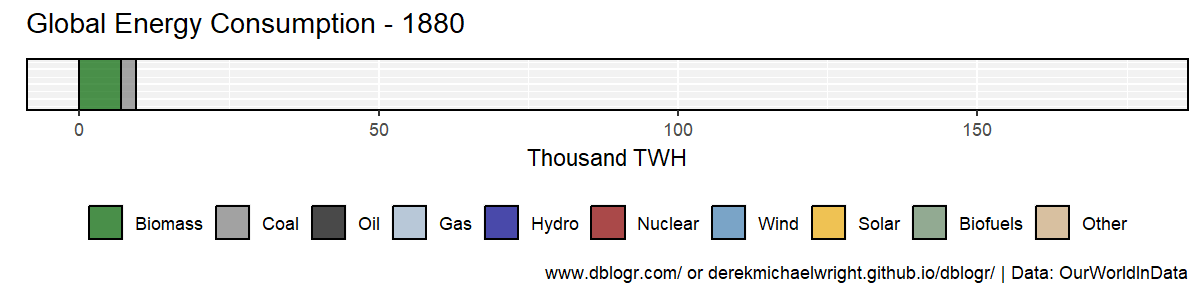 Global Energy Consumption - 1880
0 50 100 150
Thousand TWH
Biomass Coal Oil Gas Hydro Nuclear Wind Solar Biofuels Other
www.dblogr.com/ or derekmichaelwright.github.io/dblogr/ | Data: OurWorldInData